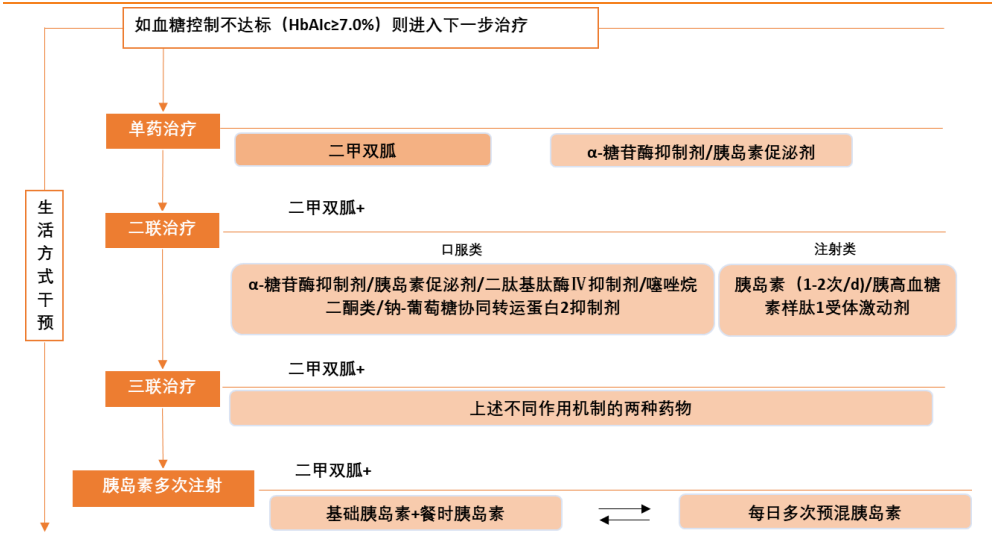 如血糖控制不达标（HbAIc≥7.0%）则进入下一步治疗
单药治疗
二甲双胍
α-糖苷酶抑制剂/胰岛素促泌剂
生活方式干预
二甲双胍+
二联治疗
口服类
注射类
α-糖苷酶抑制剂/胰岛素促泌剂/二肽基肽酶Ⅳ抑制剂/噻唑烷
二酮类/钠-葡萄糖协同转运蛋白2抑制剂
胰岛素（1-2次/d)/胰高血糖
素样肽1受体激动剂
二甲双胍+
三联治疗
上述不同作用机制的两种药物
二甲双胍+
胰岛素多次注射
基础胰岛素+餐时胰岛素
每日多次预混胰岛素